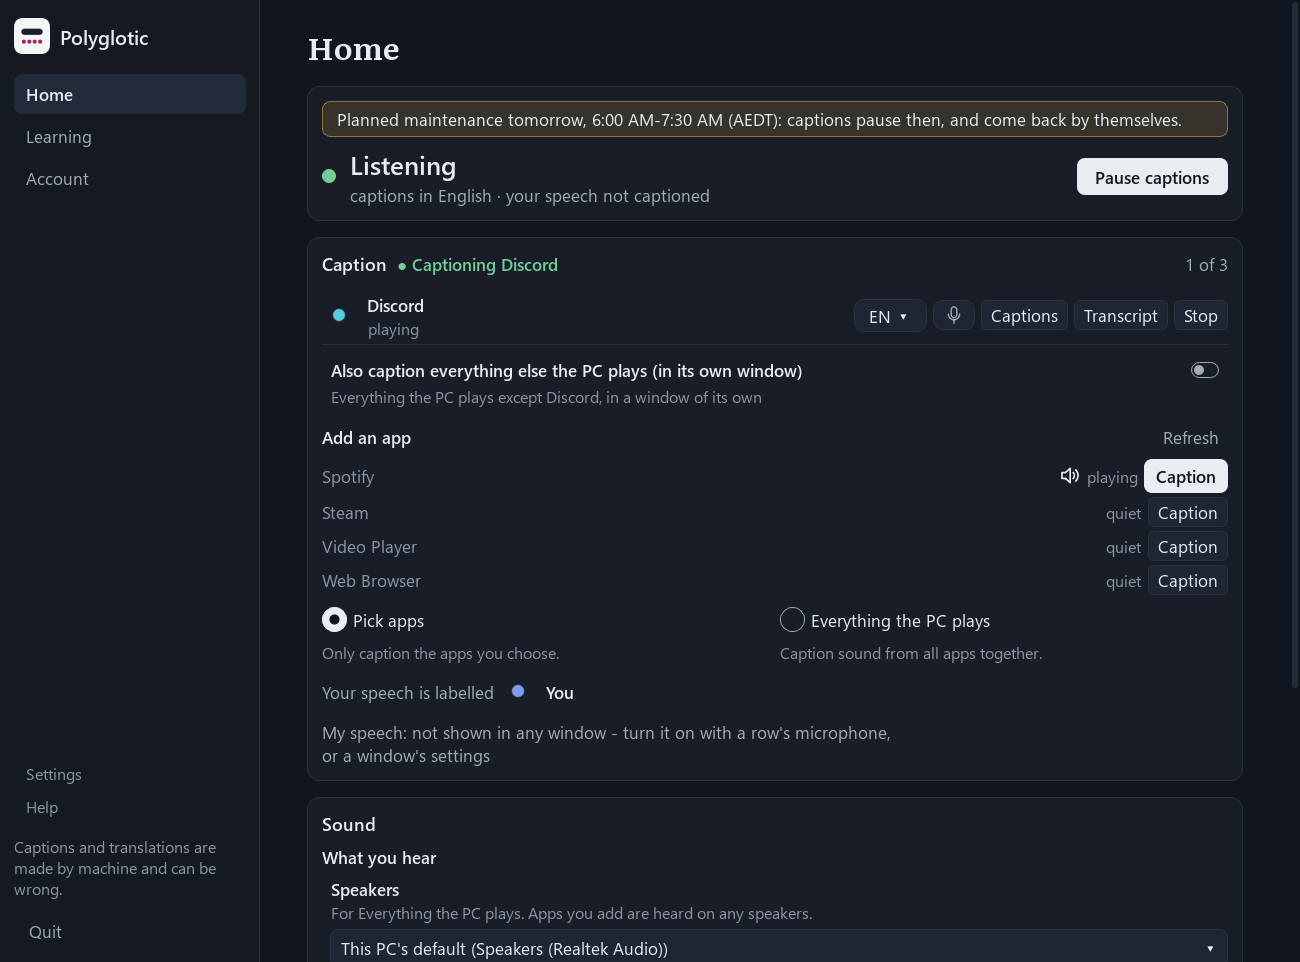 Polyglotic
Home
Learning
Account
Settings
Help
Captions and translations are
made by machine and can be
wrong.
Quit
Home
Planned maintenance tomorrow, 6:00 AM-7:30 AM (AEDT): captions pause then, and come back by themselves.
Listening
captions in English · your speech not captioned
Pause captions
Caption • Captioning Discord 1 of 3
Discord
playing
EN ▾ Captions Transcript Stop
Also caption everything else the PC plays (in its own window)
Everything the PC plays except Discord, in a window of its own
Add an app Refresh
Spotify playing Caption
Steam quiet Caption
Video Player quiet Caption
Web Browser quiet Caption
Pick apps Everything the PC plays
Only caption the apps you choose. Caption sound from all apps together.
Your speech is labelled You
My speech: not shown in any window - turn it on with a row's microphone,
or a window's settings
Sound
What you hear
Speakers
For Everything the PC plays. Apps you add are heard on any speakers.
This PC's default (Speakers (Realtek Audio)) ▾